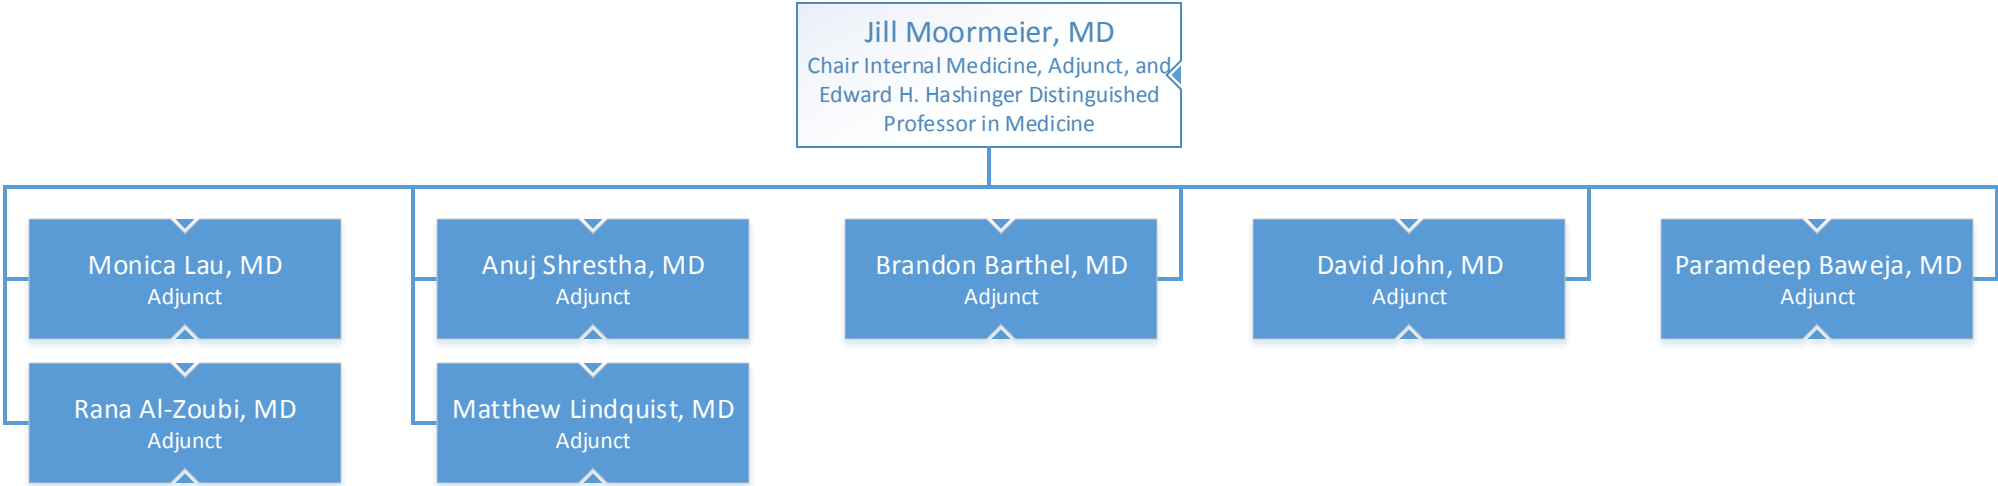 Jill Moormeier, MD
Chair Internal Medicine, Adjunct, and
Edward H. Hashinger Distinguished
Professor in Medicine
Monica Lau, MD
Adjunct
Anuj Shrestha, MD
Adjunct
Brandon Barthel, MD
Adjunct
David John, MD
Adjunct
Paramdeep Baweja, MD
Adjunct
Rana Al-Zoubi, MD
Adjunct
Matthew Lindquist, MD
Adjunct